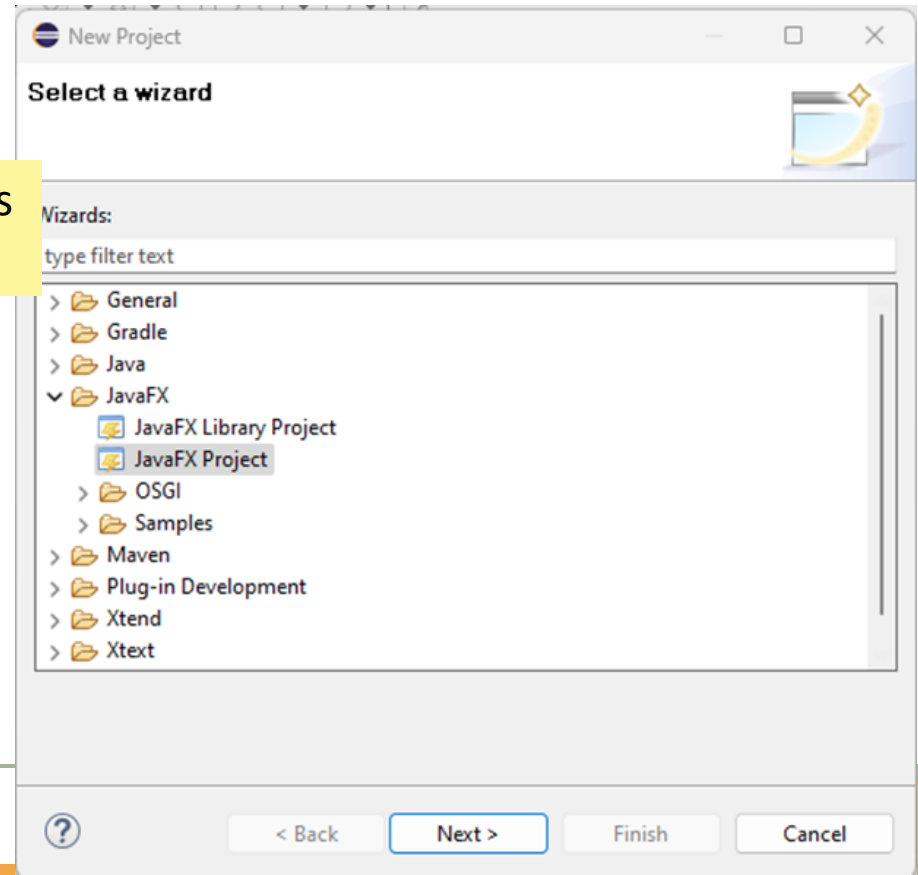 New Project
Select a wizard
s
Wizards:
type filter text
General
Gradle
Java
JavaFX
JavaFX Library Project
JavaFX Project
OSGI
Samples
Maven
Plug-in Development
Xtend
Xtext
?
< Back Next > Finish Cancel